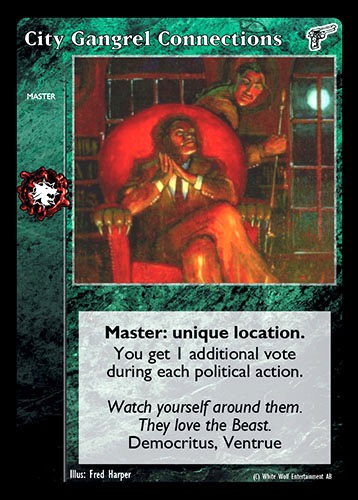 City Gangrel Connections
MASTER
Master: unique location.
You get 1 additional vote
during each political action.
Watch yourself around them.
They love the Beast.
Democritus, Ventrue
Illus: Fred Harper
(C) White Wolf Entertainment AB